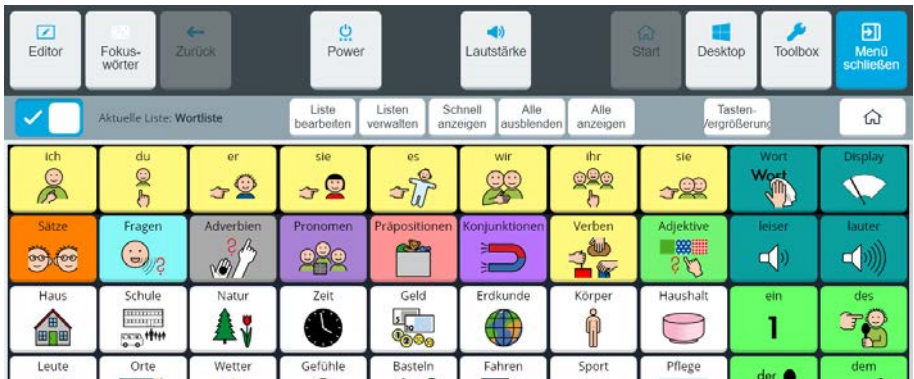 Editor
Fokus-
wörter
Zurück
Power
Lautstärke
Start
Desktop
Toolbox
Menü
schließen
Aktuelle Liste: Wortliste
Liste
bearbeiten
Listen
verwalten
Schnell
anzeigen
Alle
ausblenden
Alle
anzeigen
Tasten-
Vergrößerung
ich du er sie es wir ihr sie Wort Display
Wort
Sätze Fragen Adverbien Pronomen Präpositionen Konjunktionen Verben Adjektive leiser lauter
Haus Schule Natur Zeit Geld Erdkunde Körper Haushalt ein des
1
Leute Orte Wetter Gefühle Basteln Fahren Sport Pflege der dem